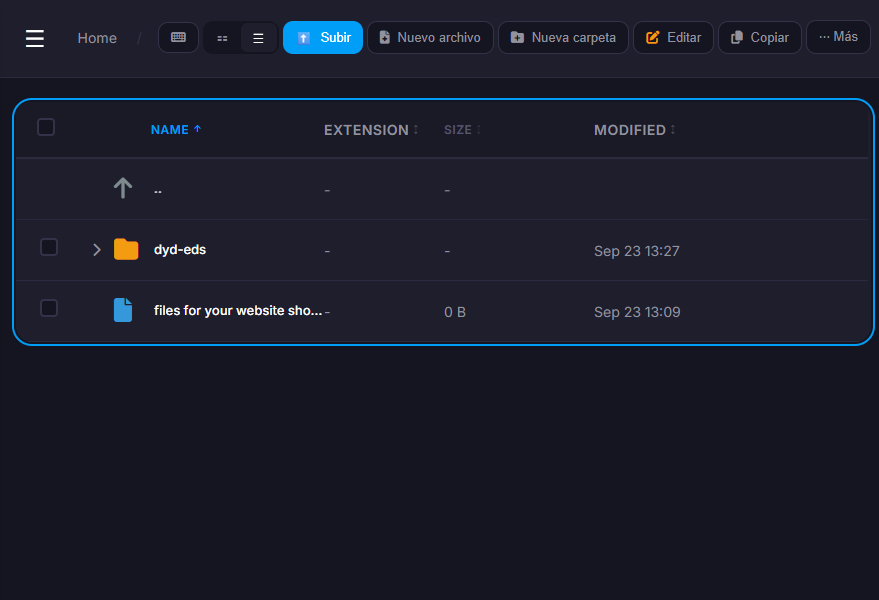 Home / Subir Nuevo archivo Nueva carpeta Editar Copiar ··· Más
NAME EXTENSION SIZE MODIFIED
.. - -
dyd-eds - - Sep 23 13:27
files for your website sho... - 0 B Sep 23 13:09